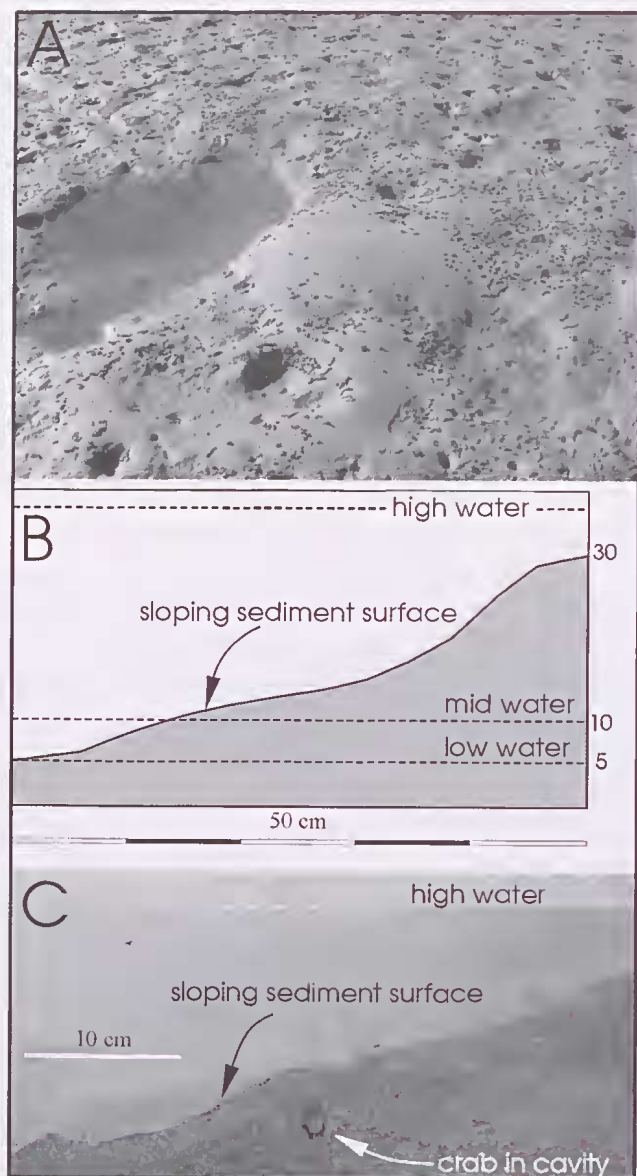 A
B
high water
30
sloping sediment surface
mid water
10
low water
5
50 cm
C
high water
sloping sediment surface
10 cm
crab in cavity